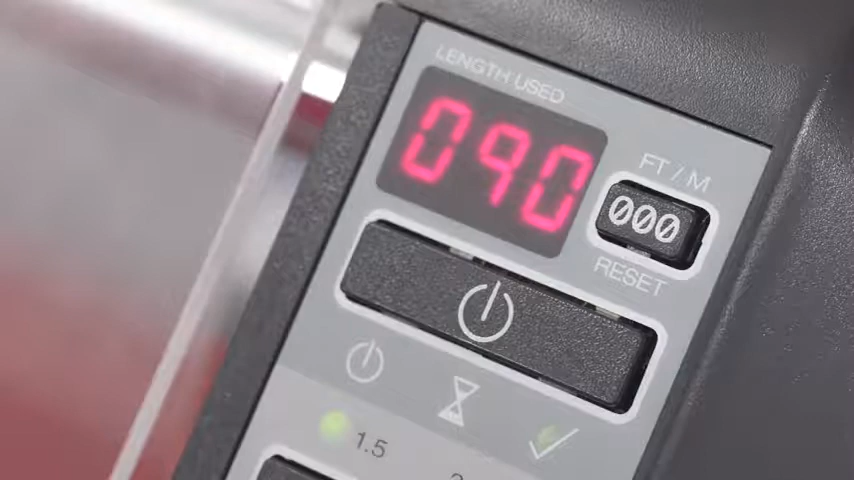 LENGTH USED
090
FT / M
000
RESET
1.5